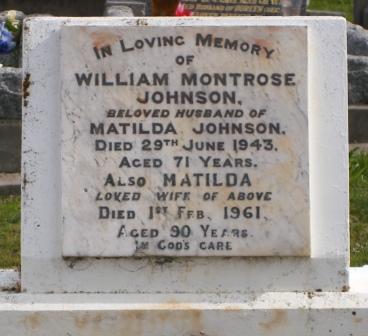 In Loving Memory
OF
WILLIAM MONTROSE
JOHNSON,
BELOVED HUSBAND OF
MATILDA JOHNSON.
DIED 29TH JUNE 1943.
AGED 71 YEARS.
ALSO MATILDA
LOVED WIFE OF ABOVE
DIED 1ST FEB. 1961.
AGED 90 YEARS.
IN GOD'S CARE